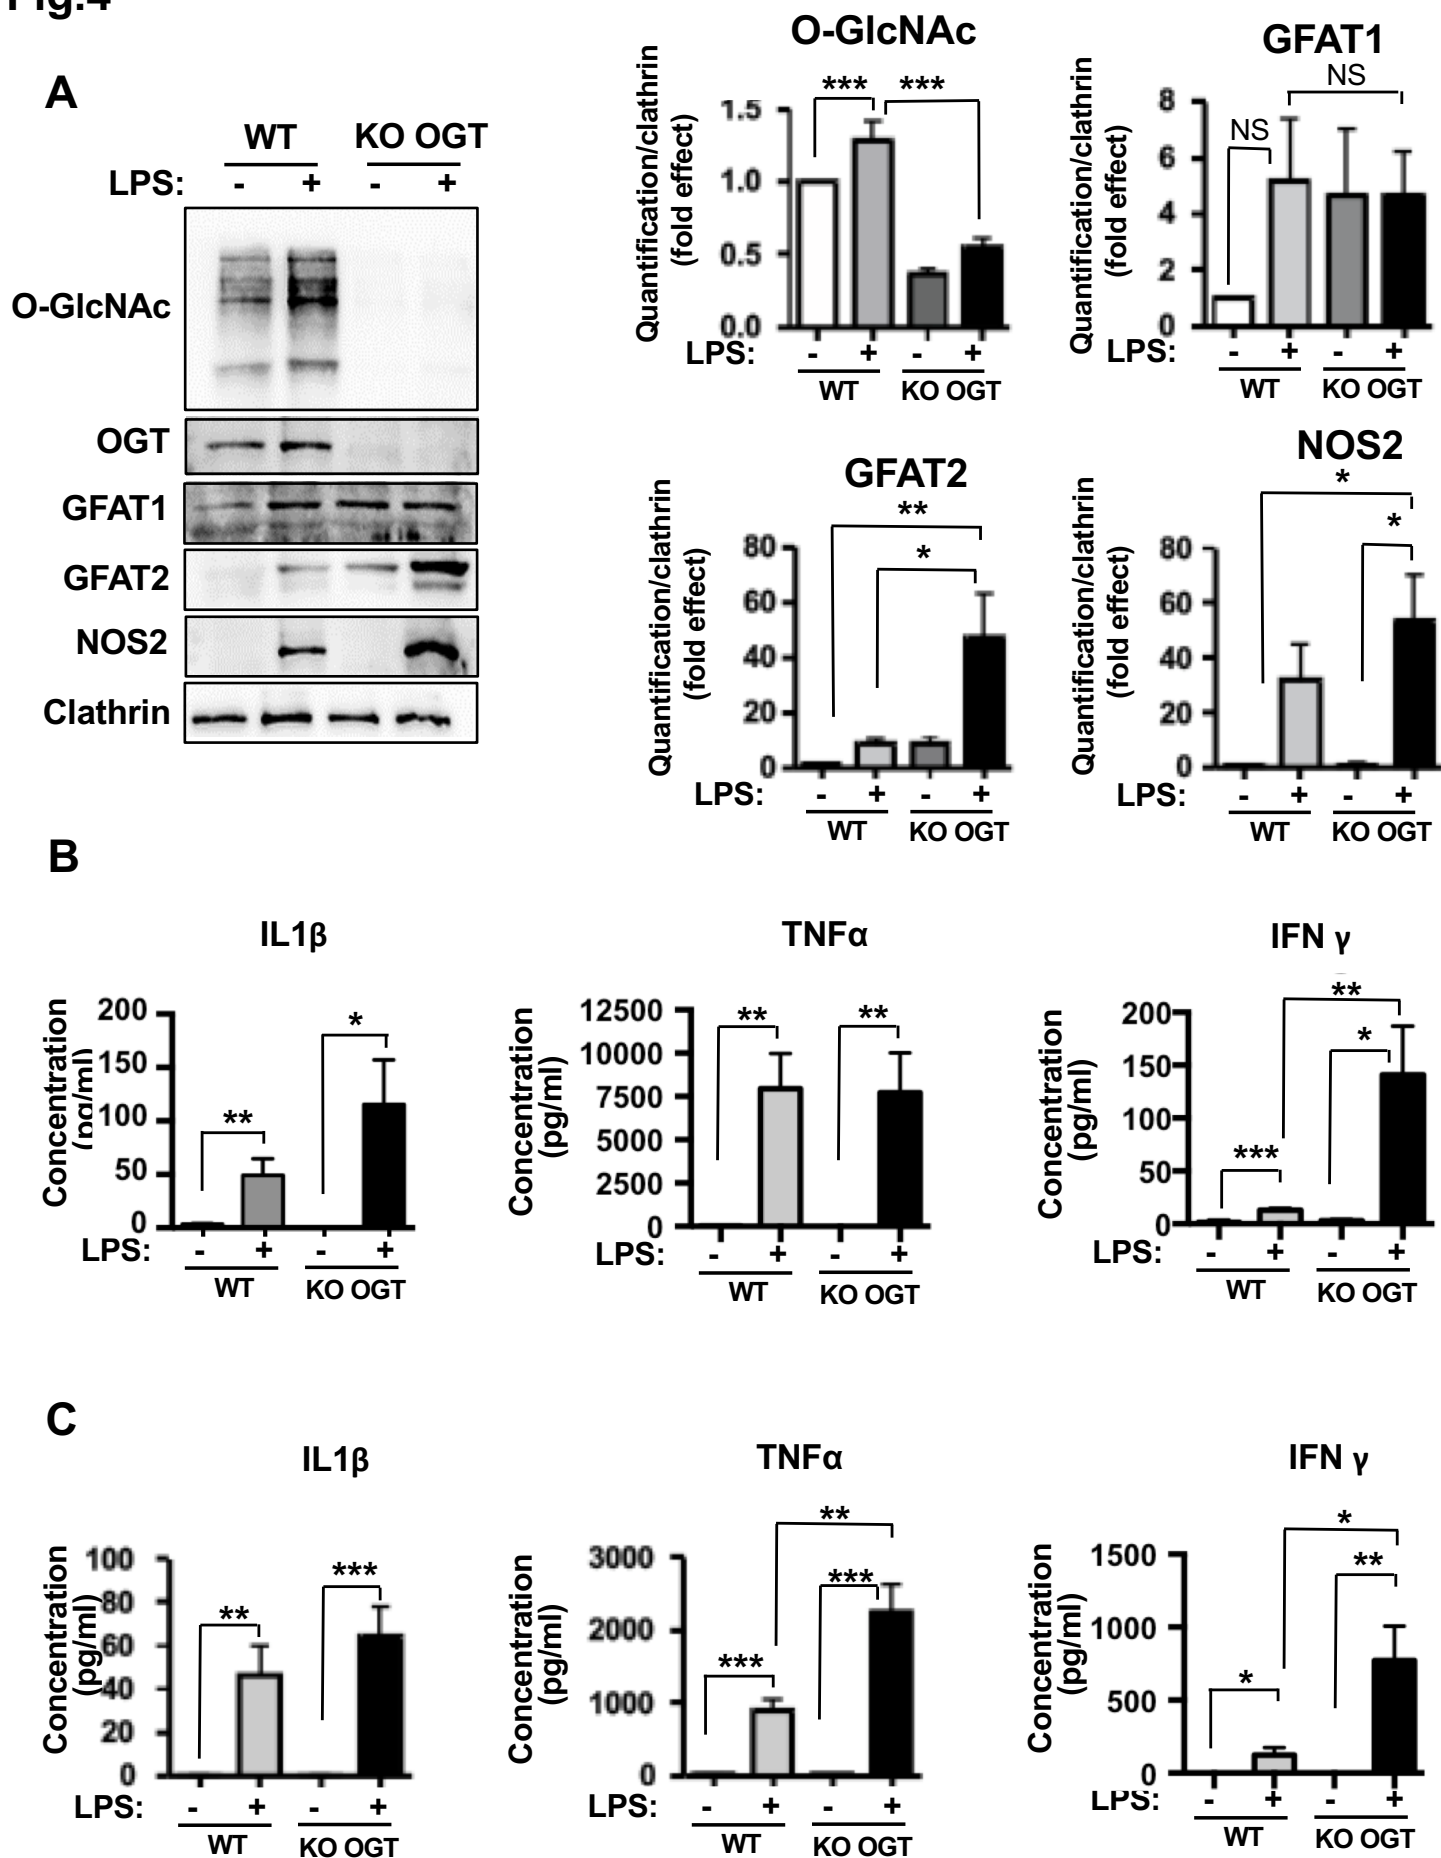 Fig.4
A
WT KO OGT
LPS: - + - +
O-GlcNAc
OGT
GFAT1
GFAT2
NOS2
Clathrin
O-GlcNAc
Quantification/clathrin
(fold effect)
*** ***
1.5
1.0
0.5
0.0
LPS: - + - +
WT KO OGT
GFAT1
Quantification/clathrin
(fold effect)
NS
NS
8
6
4
2
0
LPS: - + - +
WT KO OGT
GFAT2
Quantification/clathrin
(fold effect)
**
*
80
60
40
20
0
LPS: - + - +
WT KO OGT
NOS2
Quantification/clathrin
(fold effect)
*
*
80
60
40
20
0
LPS: - + - +
WT KO OGT
B
IL1β
Concentration
(pg/ml)
** *
200
150
100
50
0
LPS: - + - +
WT KO OGT
TNFα
Concentration
(pg/ml)
** **
12500
10000
7500
5000
2500
0
LPS: - + - +
WT KO OGT
IFN γ
Concentration
(pg/ml)
**
*
***
200
150
100
50
0
LPS: - + - +
WT KO OGT
C
IL1β
Concentration
(pg/ml)
** ***
100
80
60
40
20
0
LPS: - + - +
WT KO OGT
TNFα
Concentration
(pg/ml)
**
***
***
3000
2000
1000
0
LPS: - + - +
WT KO OGT
IFN γ
Concentration
(pg/ml)
*
**
*
1500
1000
500
0
LPS: - + - +
WT KO OGT